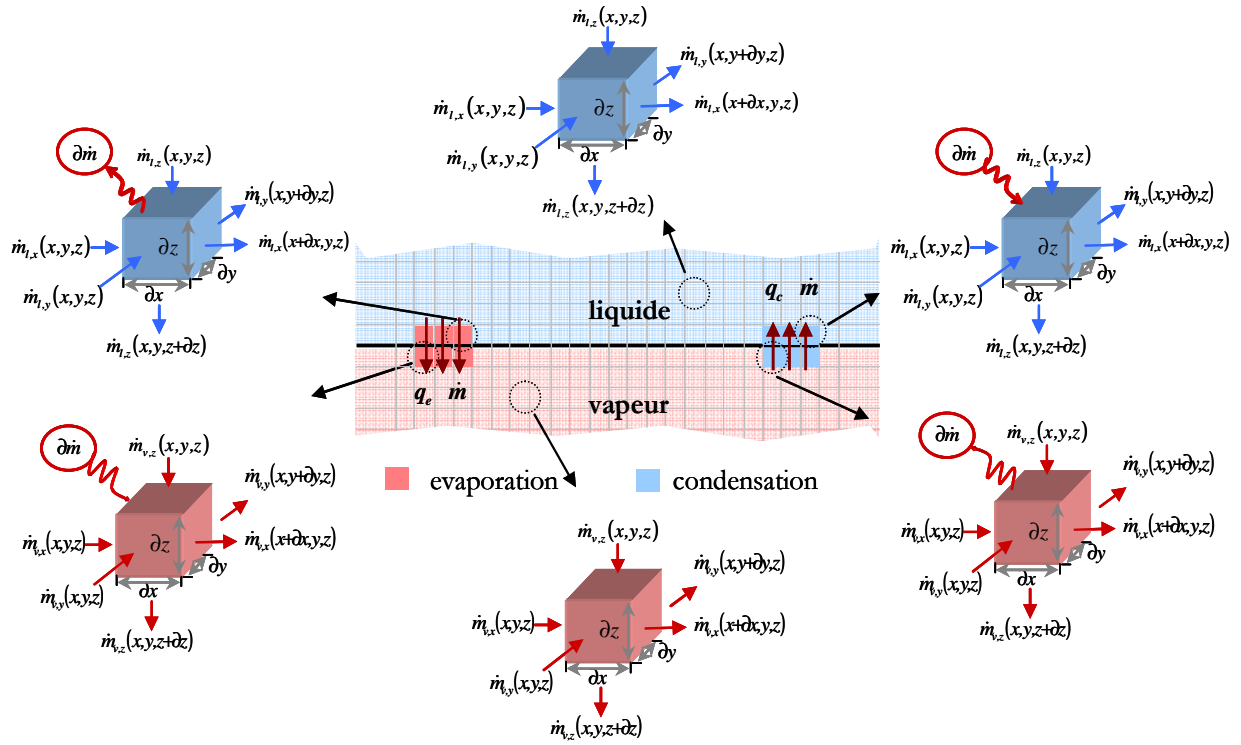 ṁl,z(x,y,z)
ṁl,y(x,y+∂y,z)
ṁl,x(x,y,z)
∂z
ṁl,x(x+∂x,y,z)
∂y
ṁl,y(x,y,z)
∂x
ṁl,z(x,y,z+∂z)
∂ṁ
ṁl,z(x,y,z)
ṁl,y(x,y+∂y,z)
ṁl,x(x,y,z)
∂z
ṁl,x(x+∂x,y,z)
∂y
ṁl,y(x,y,z)
∂x
ṁl,z(x,y,z+∂z)
∂ṁ
ṁl,z(x,y,z)
ṁl,y(x,y+∂y,z)
ṁl,x(x,y,z)
∂z
ṁl,x(x+∂x,y,z)
∂y
ṁl,y(x,y,z)
∂x
ṁl,z(x,y,z+∂z)
liquide
qc ṁ
qe ṁ
vapeur
evaporation
condensation
∂ṁ
ṁv,z(x,y,z)
ṁv,y(x,y+∂y,z)
ṁv,x(x,y,z)
∂z
ṁv,x(x+∂x,y,z)
∂y
ṁv,y(x,y,z)
∂x
ṁv,z(x,y,z+∂z)
ṁv,z(x,y,z)
ṁv,y(x,y+∂y,z)
ṁv,x(x,y,z)
∂z
ṁv,x(x+∂x,y,z)
∂y
ṁv,y(x,y,z)
∂x
ṁv,z(x,y,z+∂z)
∂ṁ
ṁv,z(x,y,z)
ṁv,y(x,y+∂y,z)
ṁv,x(x,y,z)
∂z
ṁv,x(x+∂x,y,z)
∂y
ṁv,y(x,y,z)
∂x
ṁv,z(x,y,z+∂z)